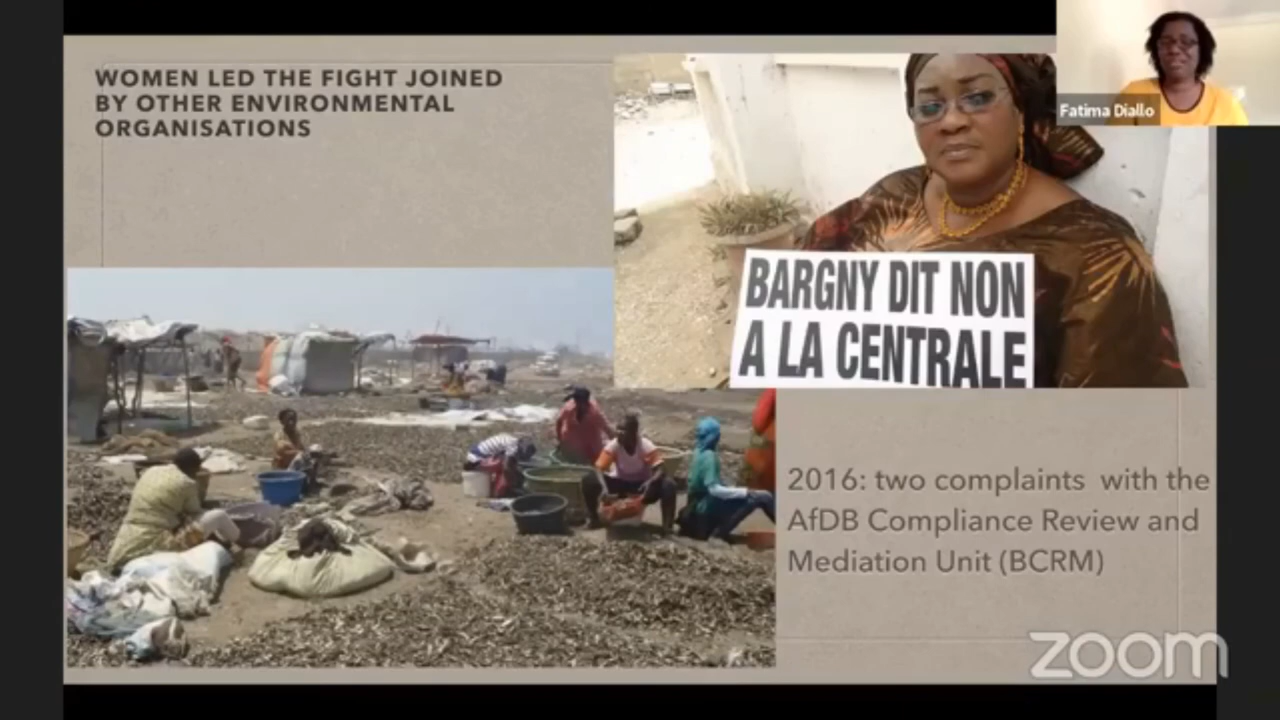 WOMEN LED THE FIGHT JOINED
BY OTHER ENVIRONMENTAL
ORGANISATIONS
Fatima Diallo
BARGNY DIT NON
A LA CENTRALE
2016: two complaints with the
AfDB Compliance Review and
Mediation Unit (BCRM)
zoom